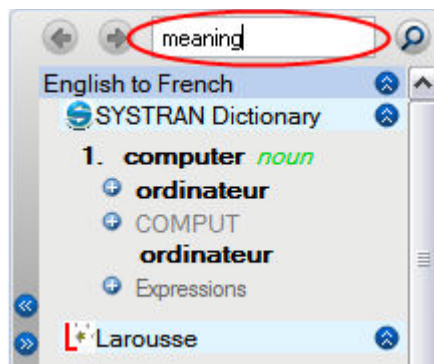 meaning
English to French
SYSTRAN Dictionary
1. computer noun
ordinateur
COMPUT
ordinateur
Expressions
Larousse